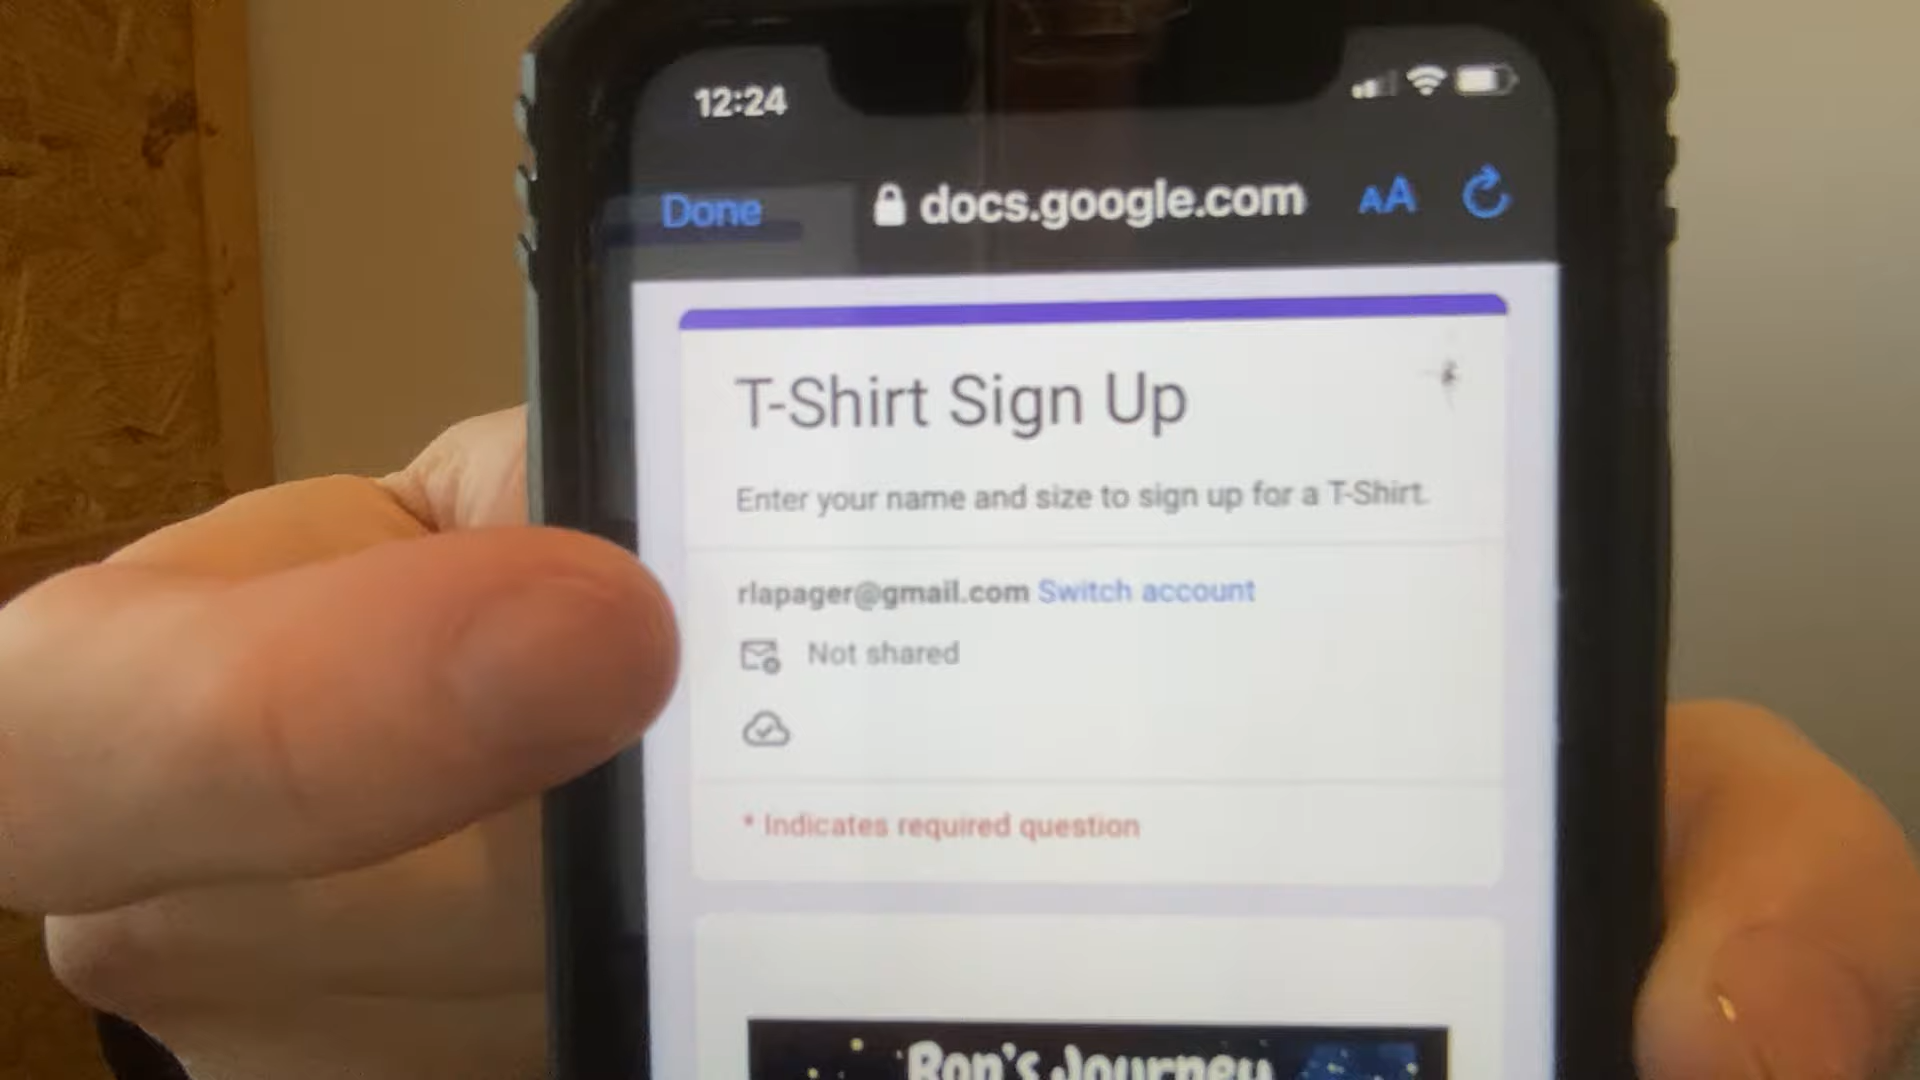 12:24
Done docs.google.com AA
T-Shirt Sign Up
Enter your name and size to sign up for a T-Shirt.
rlapager@gmail.com Switch account
Not shared
* Indicates required question
Ron's Journey